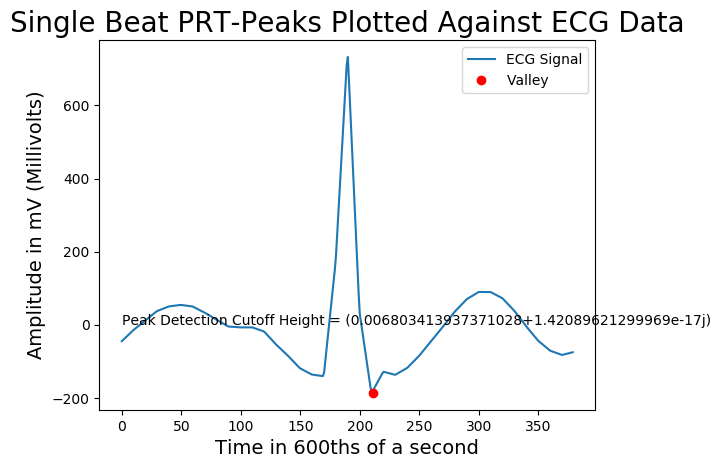 Single Beat PRT-Peaks Plotted Against ECG Data
ECG Signal
Valley
Amplitude in mV (Millivolts)
600
400
200
0
−200
Peak Detection Cutoff Height = (0.006803413937371028+1.42089621299969e-17j)
0 50 100 150 200 250 300 350
Time in 600ths of a second